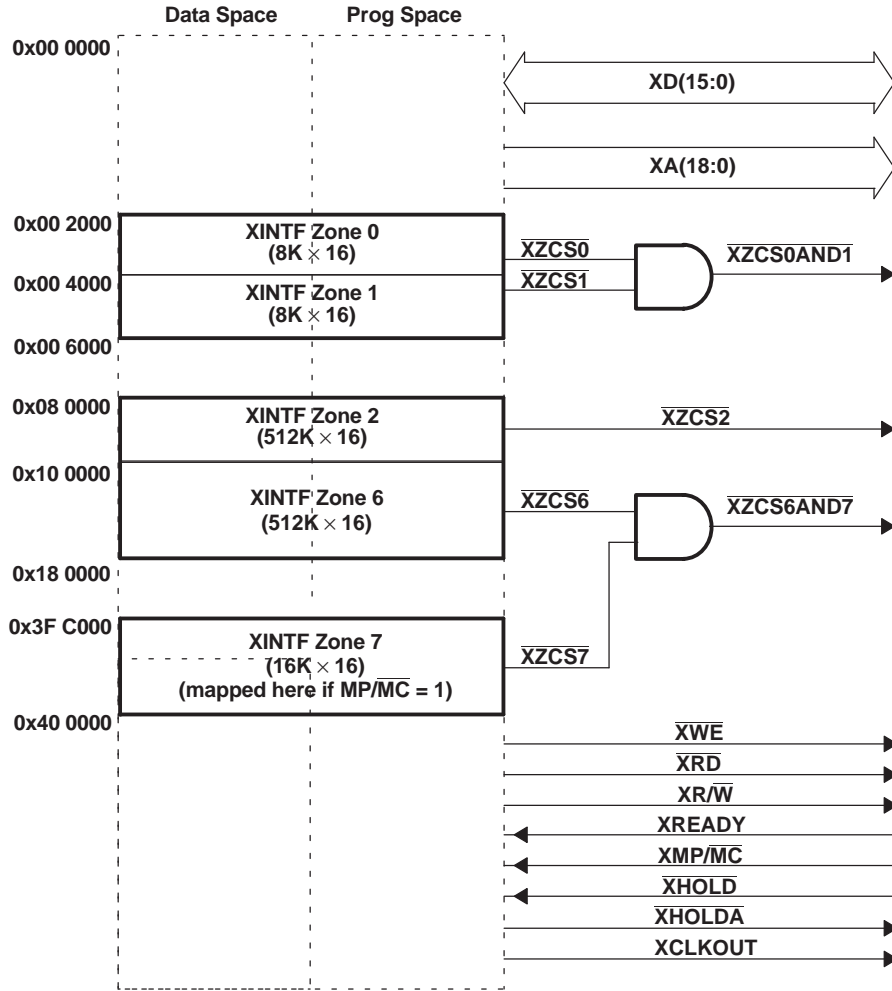 Data Space
Prog Space
0x00 0000
XD(15:0)
XA(18:0)
0x00 2000
XINTF Zone 0
(8K × 16)
XZCS0
XZCS0AND1
0x00 4000
XZCS1
XINTF Zone 1
(8K × 16)
0x00 6000
0x08 0000
XINTF Zone 2
(512K × 16)
XZCS2
0x10 0000
XINTF Zone 6
(512K × 16)
XZCS6
XZCS6AND7
0x18 0000
0x3F C000
XINTF Zone 7
(16K × 16)
(mapped here if MP/MC = 1)
XZCS7
0x40 0000
XWE
XRD
XR/W
XREADY
XMP/MC
XHOLD
XHOLDA
XCLKOUT